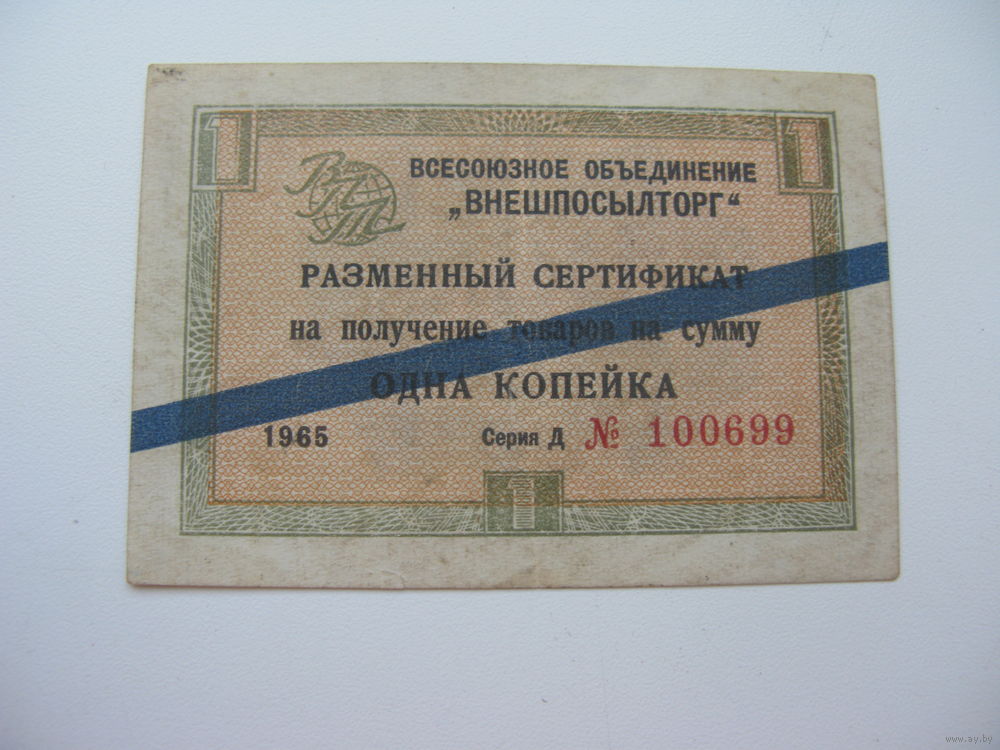 1 1
ВПТ
ВСЕСОЮЗНОЕ ОБЪЕДИНЕНИЕ
„ВНЕШПОСЫЛТОРГ“
РАЗМЕННЫЙ СЕРТИФИКАТ
на получение товаров на сумму
ОДНА КОПЕЙКА
1965 Серия Д № 100699
1
www.ay.by